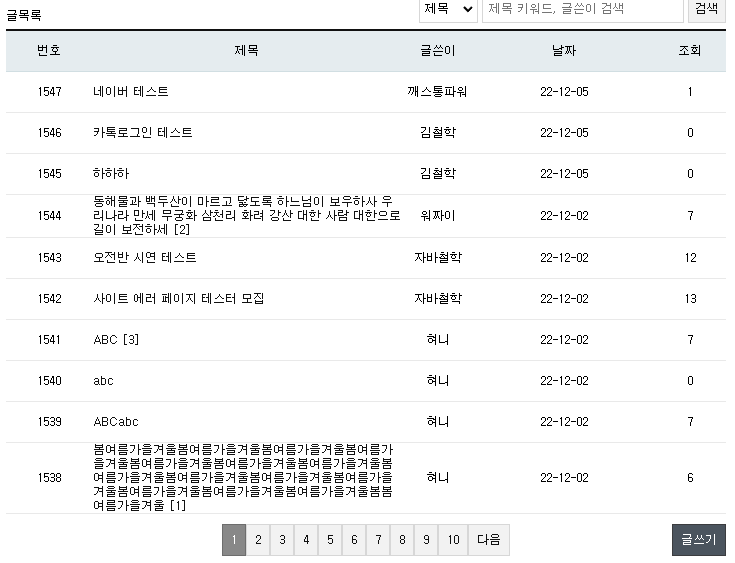 글목록 제목 제목 키워드, 글쓴이 검색 검색
번호 제목 글쓴이 날짜 조회
1547 네이버 테스트 깨스통파워 22-12-05 1
1546 카톡로그인 테스트 김철학 22-12-05 0
1545 하하하 김철학 22-12-05 0
동해물과 백두산이 마르고 닳도록 하느님이 보우하사 우
1544 리나라 만세 무궁화 삼천리 화려 강산 대한 사람 대한으로 워짜이 22-12-02 7
길이 보전하세 [2]
1543 오전반 시연 테스트 자바철학 22-12-02 12
1542 사이트 에러 페이지 테스터 모집 자바철학 22-12-02 13
1541 ABC [3] 혀니 22-12-02 7
1540 abc 혀니 22-12-02 0
1539 ABCabc 혀니 22-12-02 7
봄여름가을겨울봄여름가을겨울봄여름가을겨울봄여름가
을겨울봄여름가을겨울봄여름가을겨울봄여름가을겨울봄
1538 여름가을겨울봄여름가을겨울봄여름가을겨울봄여름가을 혀니 22-12-02 6
겨울봄여름가을겨울봄여름가을겨울봄여름가을겨울봄봄
여름가을겨울 [1]
1 2 3 4 5 6 7 8 9 10 다음 글쓰기